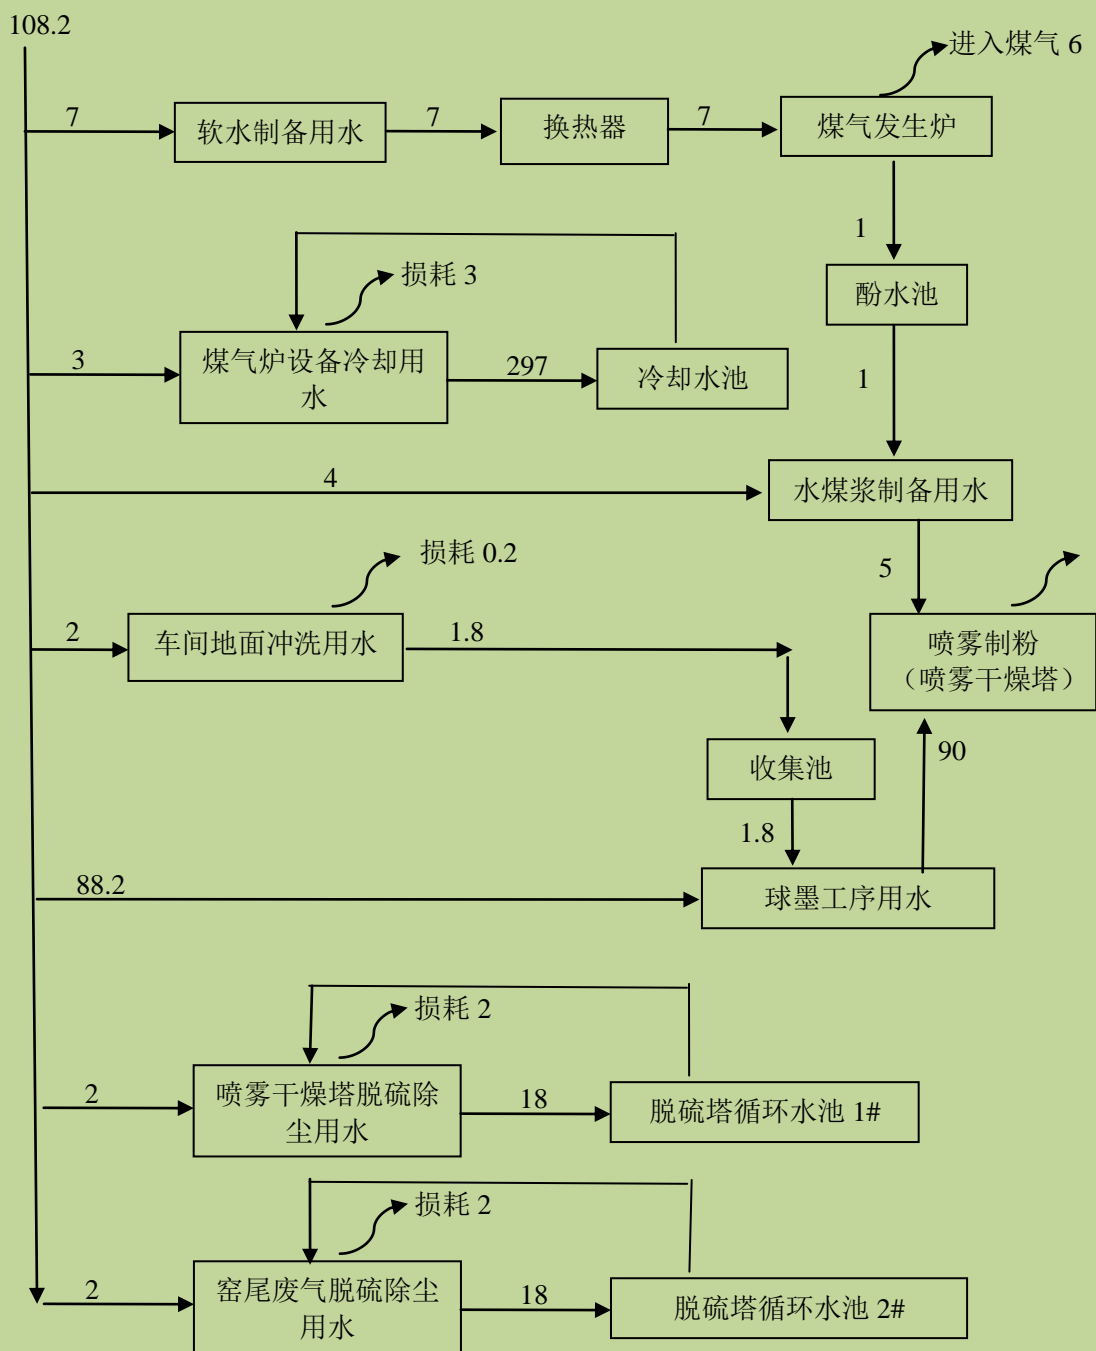 108.2
进入煤气 6
7
软水制备用水
7
换热器
7
煤气发生炉
1
酚水池
损耗 3
3
煤气炉设备冷却用
水
297
冷却水池
1
4
水煤浆制备用水
损耗 0.2
5
2
车间地面冲洗用水
1.8
喷雾制粉
（喷雾干燥塔）
收集池
90
1.8
88.2
球墨工序用水
损耗 2
2
喷雾干燥塔脱硫除
尘用水
18
脱硫塔循环水池 1#
损耗 2
2
窑尾废气脱硫除尘
用水
18
脱硫塔循环水池 2#